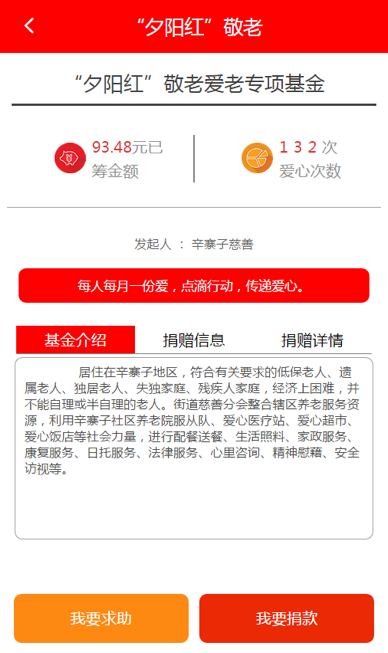 “夕阳红”敬老
“夕阳红”敬老爱老专项基金
93.48元已
筹金额
1 3 2 次
爱心次数
发起人 ： 辛寨子慈善
每人每月一份爱，点滴行动，传递爱心。
基金介绍 捐赠信息 捐赠详情
居住在辛寨子地区，符合有关要求的低保老人、遗
属老人、独居老人、失独家庭、残疾人家庭，经济上困难，并
不能自理或半自理的老人。街道慈善分会整合辖区养老服务资
源，利用辛寨子社区养老院服从队、爱心医疗站、爱心超市、
爱心饭店等社会力量，进行配餐送餐、生活照料、家政服务、
康复服务、日托服务、法律服务、心里咨询、精神慰藉、安全
访视等。
我要求助 我要捐款